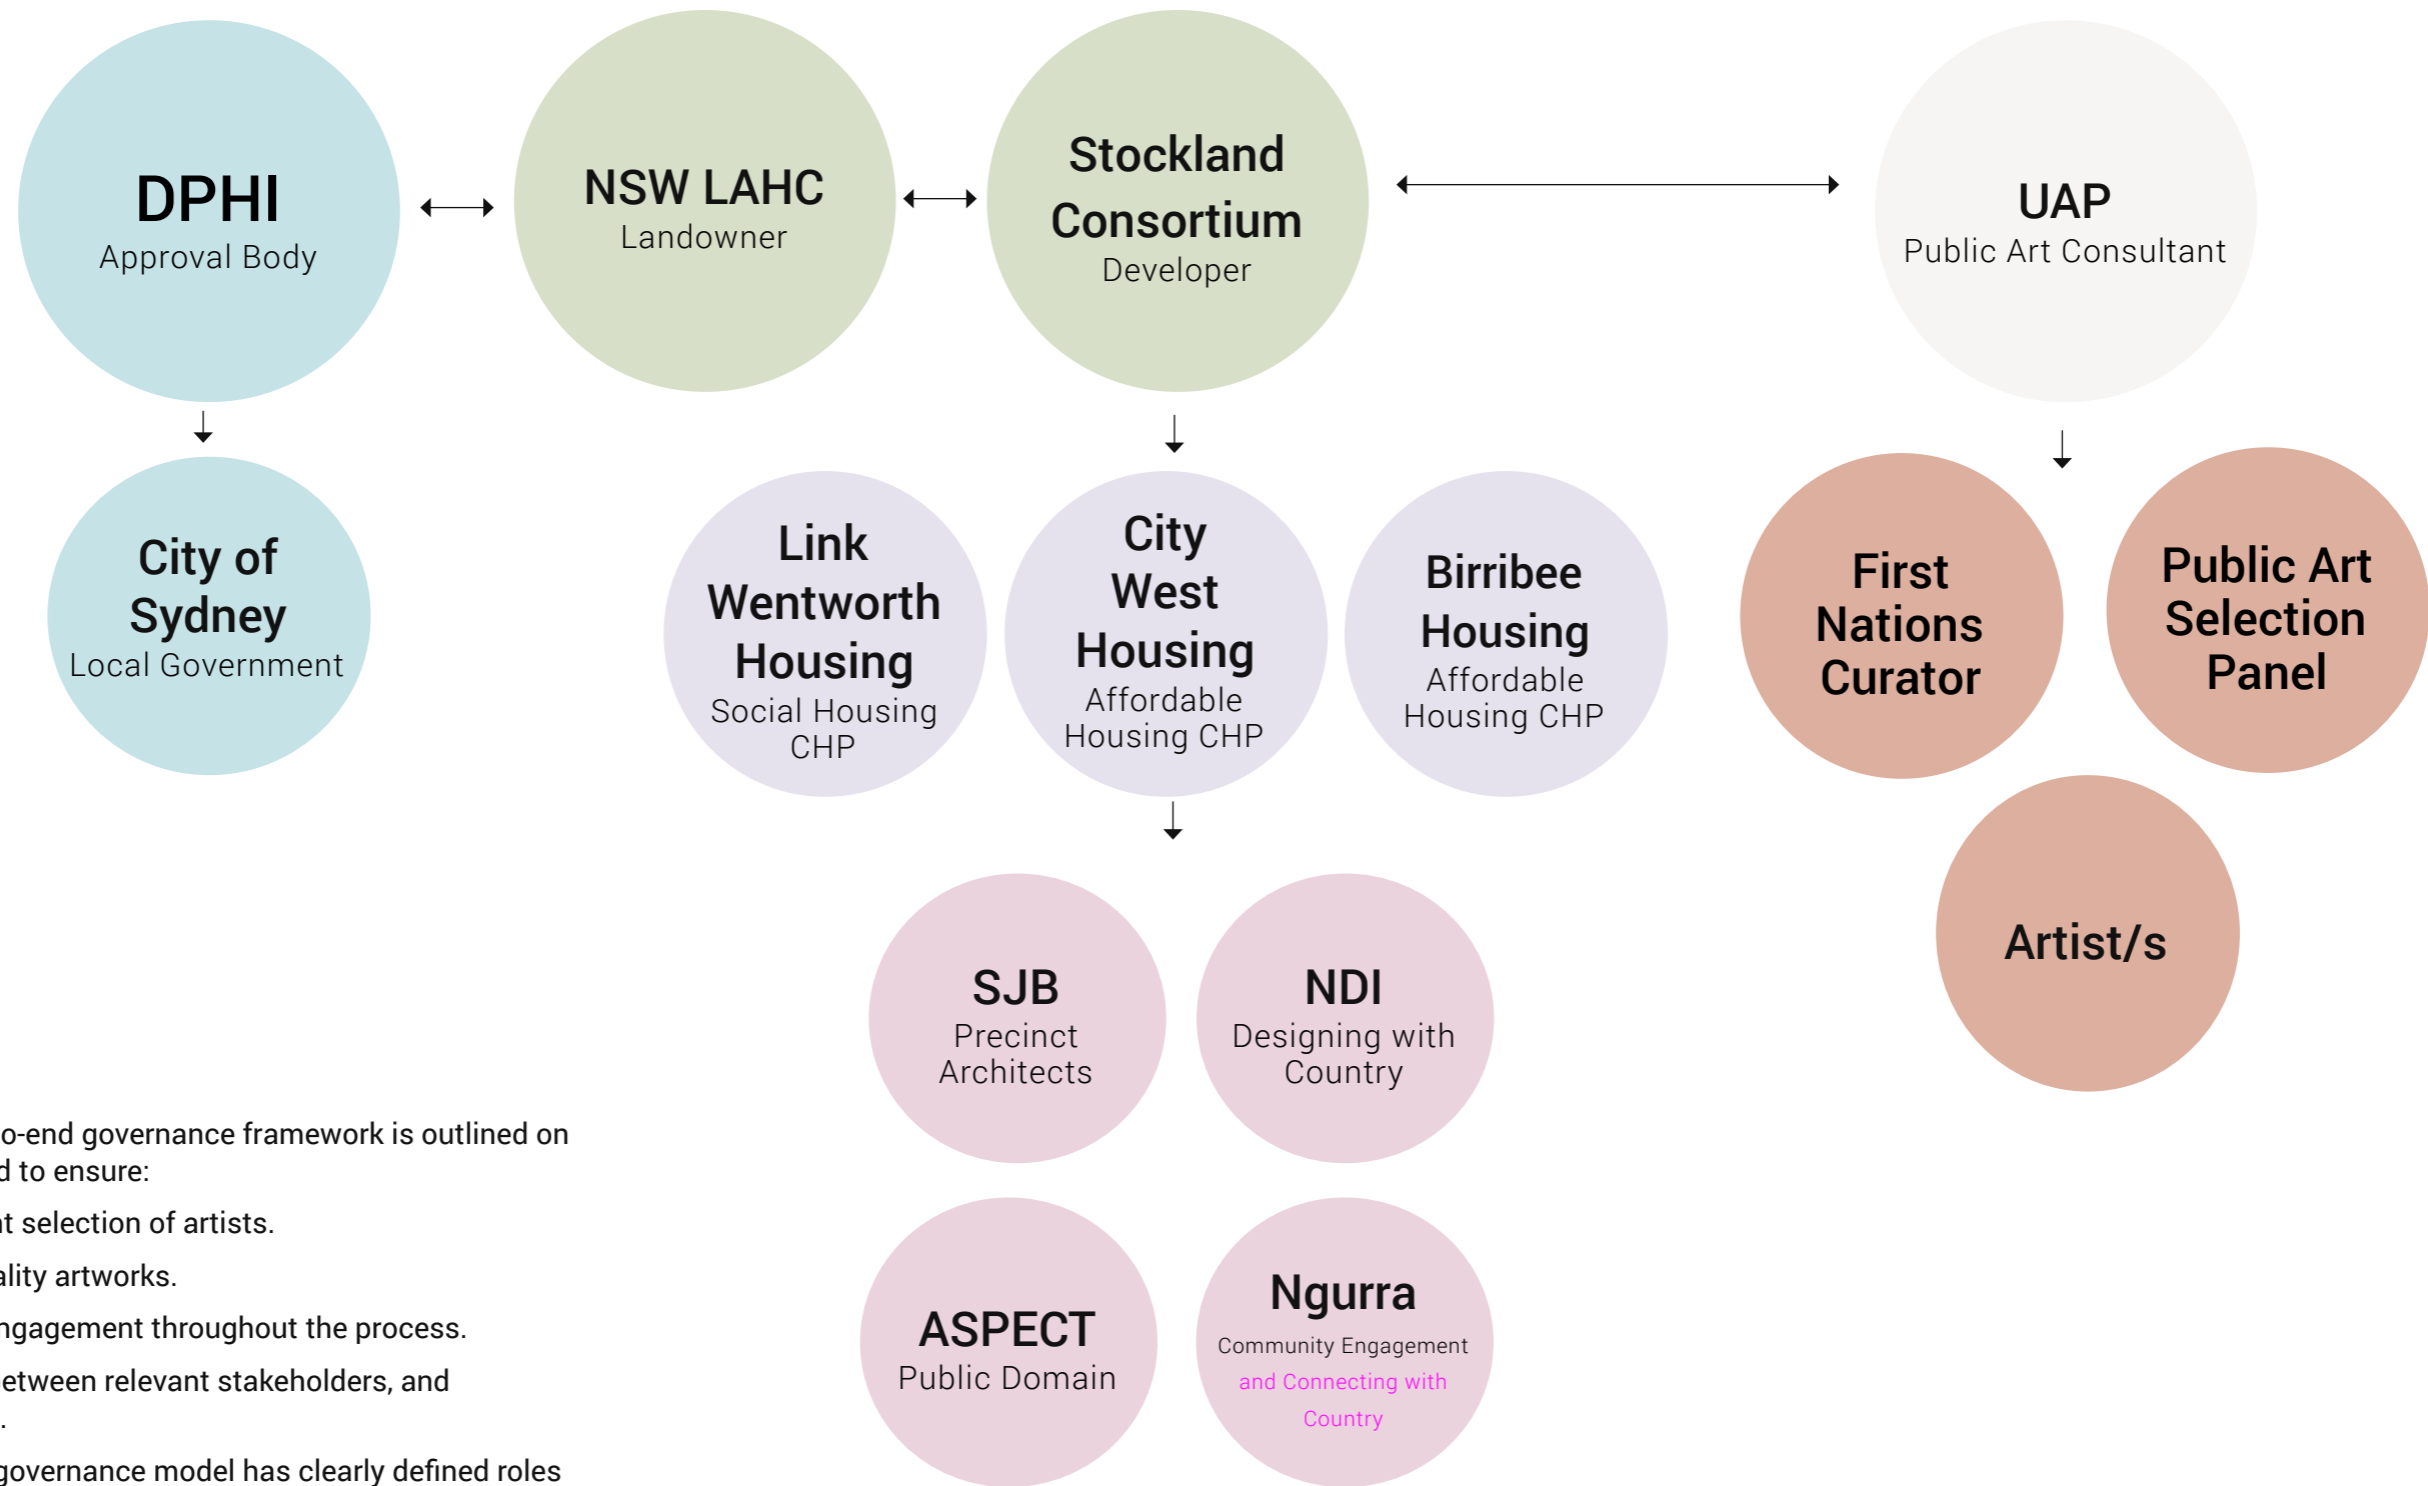 DPHI
Approval Body
NSW LAHC
Landowner
Stockland
Consortium
Developer
UAP
Public Art Consultant
City of
Sydney
Local Government
Link
Wentworth
Housing
Social Housing
CHP
City
West
Housing
Affordable
Housing CHP
Birribee
Housing
Affordable
Housing CHP
First
Nations
Curator
Public Art
Selection
Panel
Artist/s
SJB
Precinct
Architects
NDI
Designing with
Country
ASPECT
Public Domain
Ngurra
Community Engagement
and Connecting with
Country
o-end governance framework is outlined on
d to ensure:
nt selection of artists.
ality artworks.
ngagement throughout the process.
between relevant stakeholders, and
.
governance model has clearly defined roles